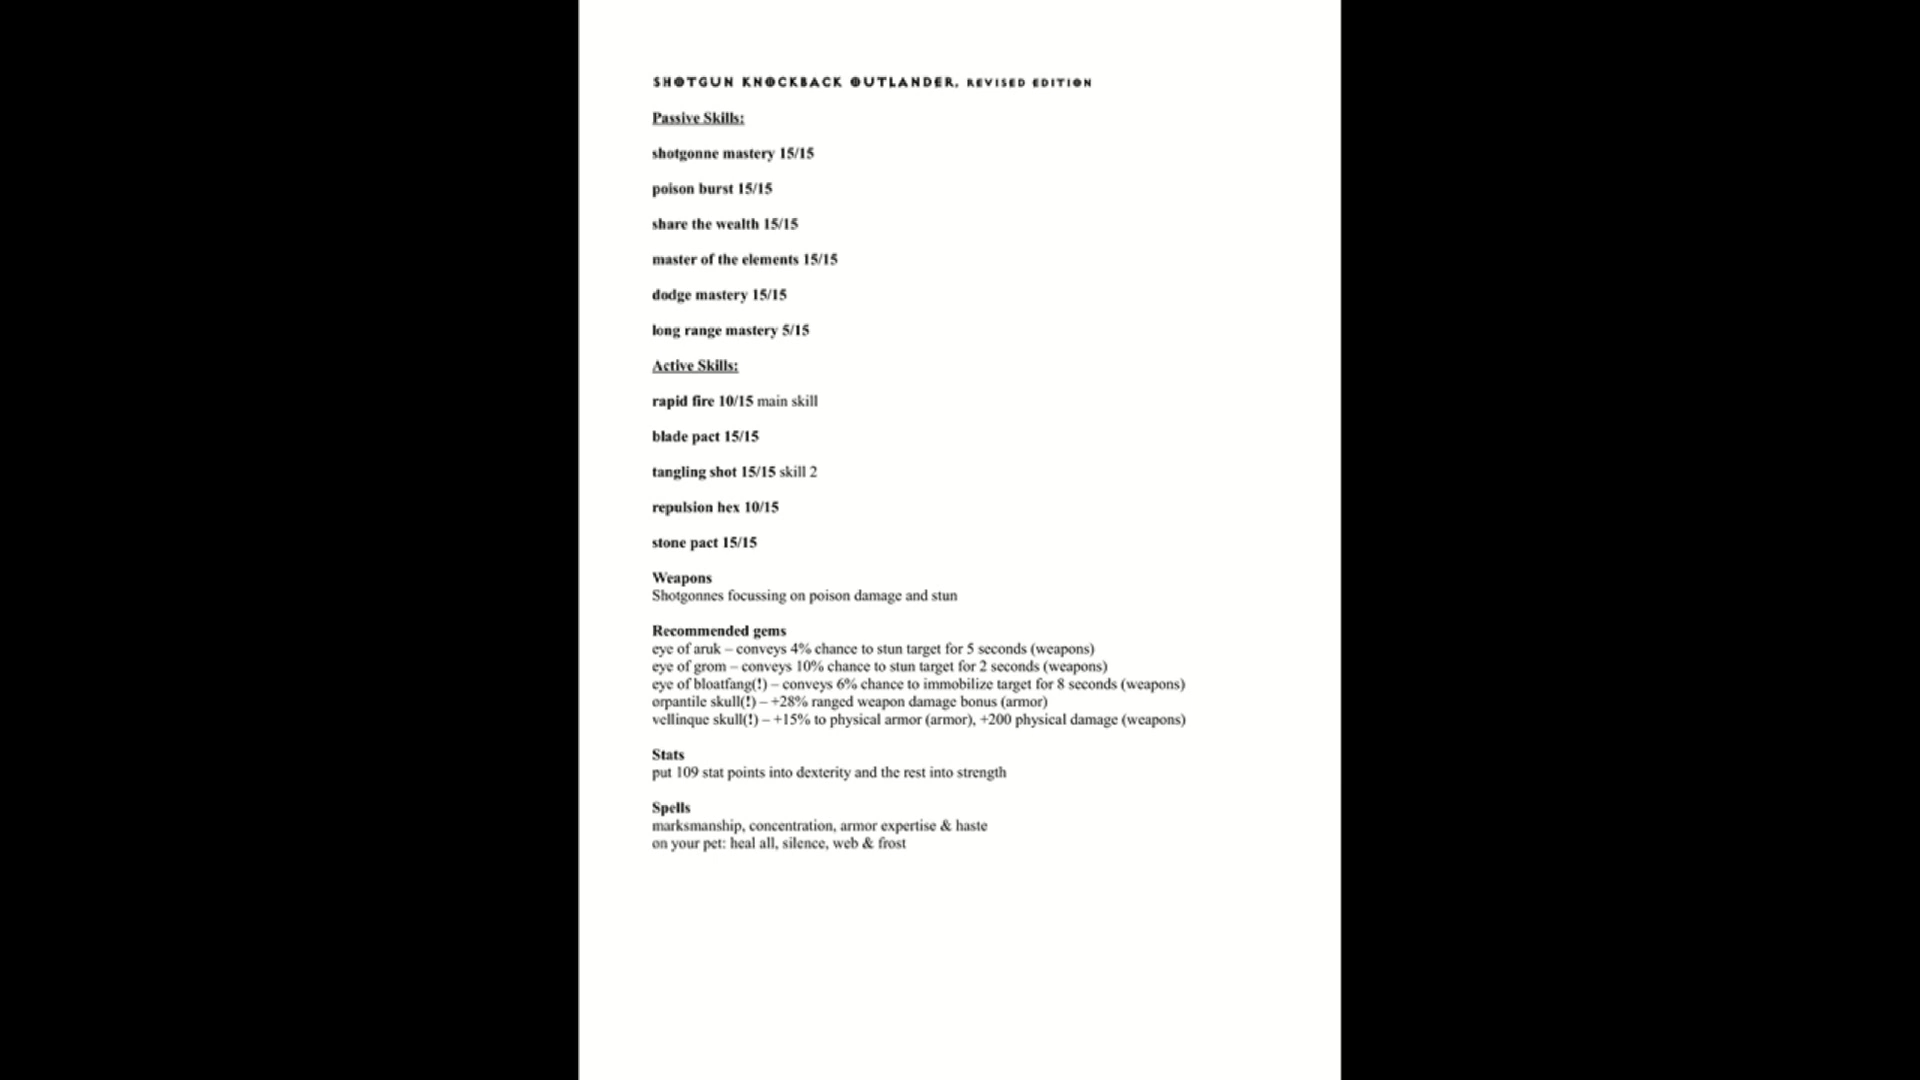 SHOTGUN KNOCKBACK OUTLANDER, REVISED EDITION
Passive Skills:
shotgonne mastery 15/15
poison burst 15/15
share the wealth 15/15
master of the elements 15/15
dodge mastery 15/15
long range mastery 5/15
Active Skills:
rapid fire 10/15 main skill
blade pact 15/15
tangling shot 15/15 skill 2
repulsion hex 10/15
stone pact 15/15
Weapons
Shotgonnes focussing on poison damage and stun
Recommended gems
eye of aruk – conveys 4% chance to stun target for 5 seconds (weapons)
eye of grom – conveys 10% chance to stun target for 2 seconds (weapons)
eye of bloatfang(!) – conveys 6% chance to immobilize target for 8 seconds (weapons)
orpantile skull(!) – +28% ranged weapon damage bonus (armor)
vellinque skull(!) – +15% to physical armor (armor), +200 physical damage (weapons)
Stats
put 109 stat points into dexterity and the rest into strength
Spells
marksmanship, concentration, armor expertise & haste
on your pet: heal all, silence, web & frost